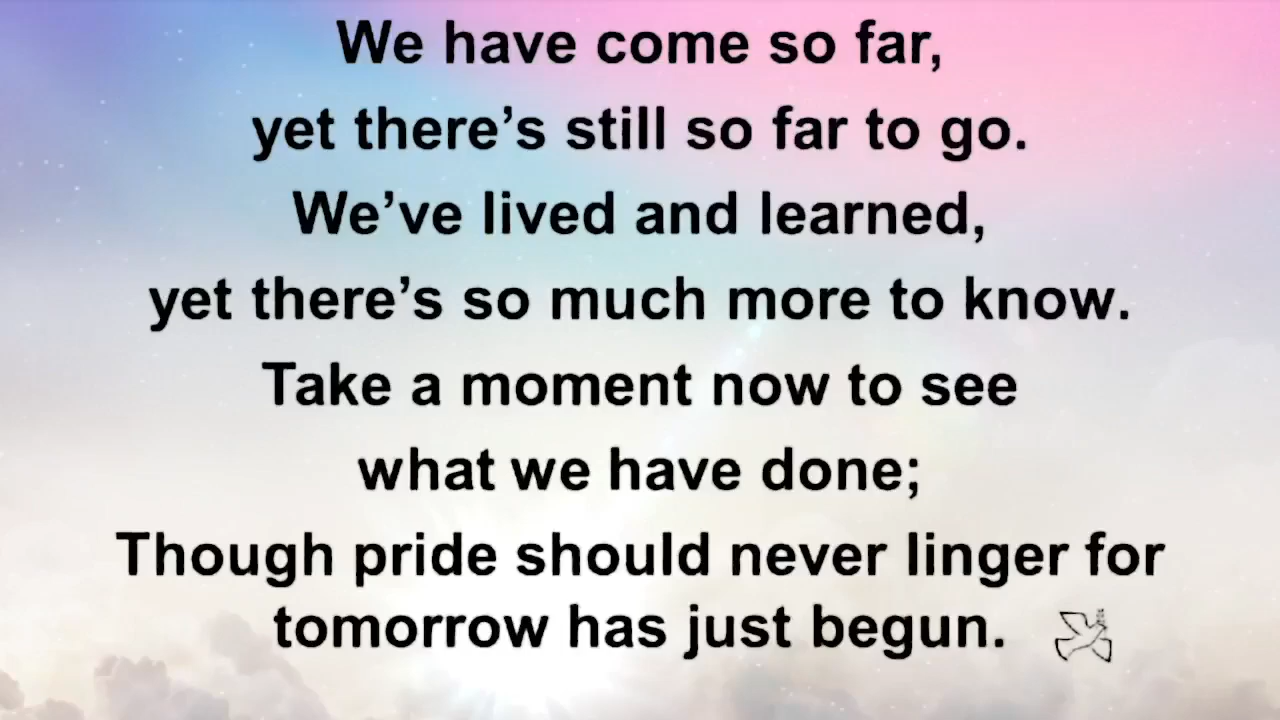 We have come so far,
yet there’s still so far to go.
We’ve lived and learned,
yet there’s so much more to know.
Take a moment now to see
what we have done;
Though pride should never linger for
tomorrow has just begun.